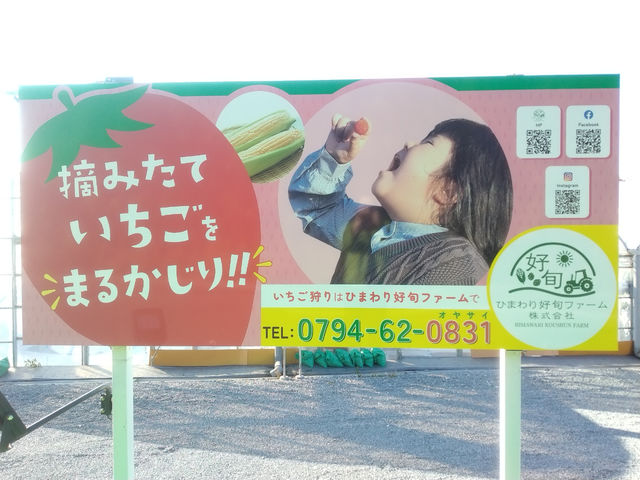 摘みたて
いちごを
まるかじり!!
HP
Facebook
Instagram
いちご狩りはひまわり好旬ファームで
オヤサイ
TEL:0794-62-0831
好旬
ひまわり好旬ファーム
株式会社
HIMAWARI KOUSHUN FARM